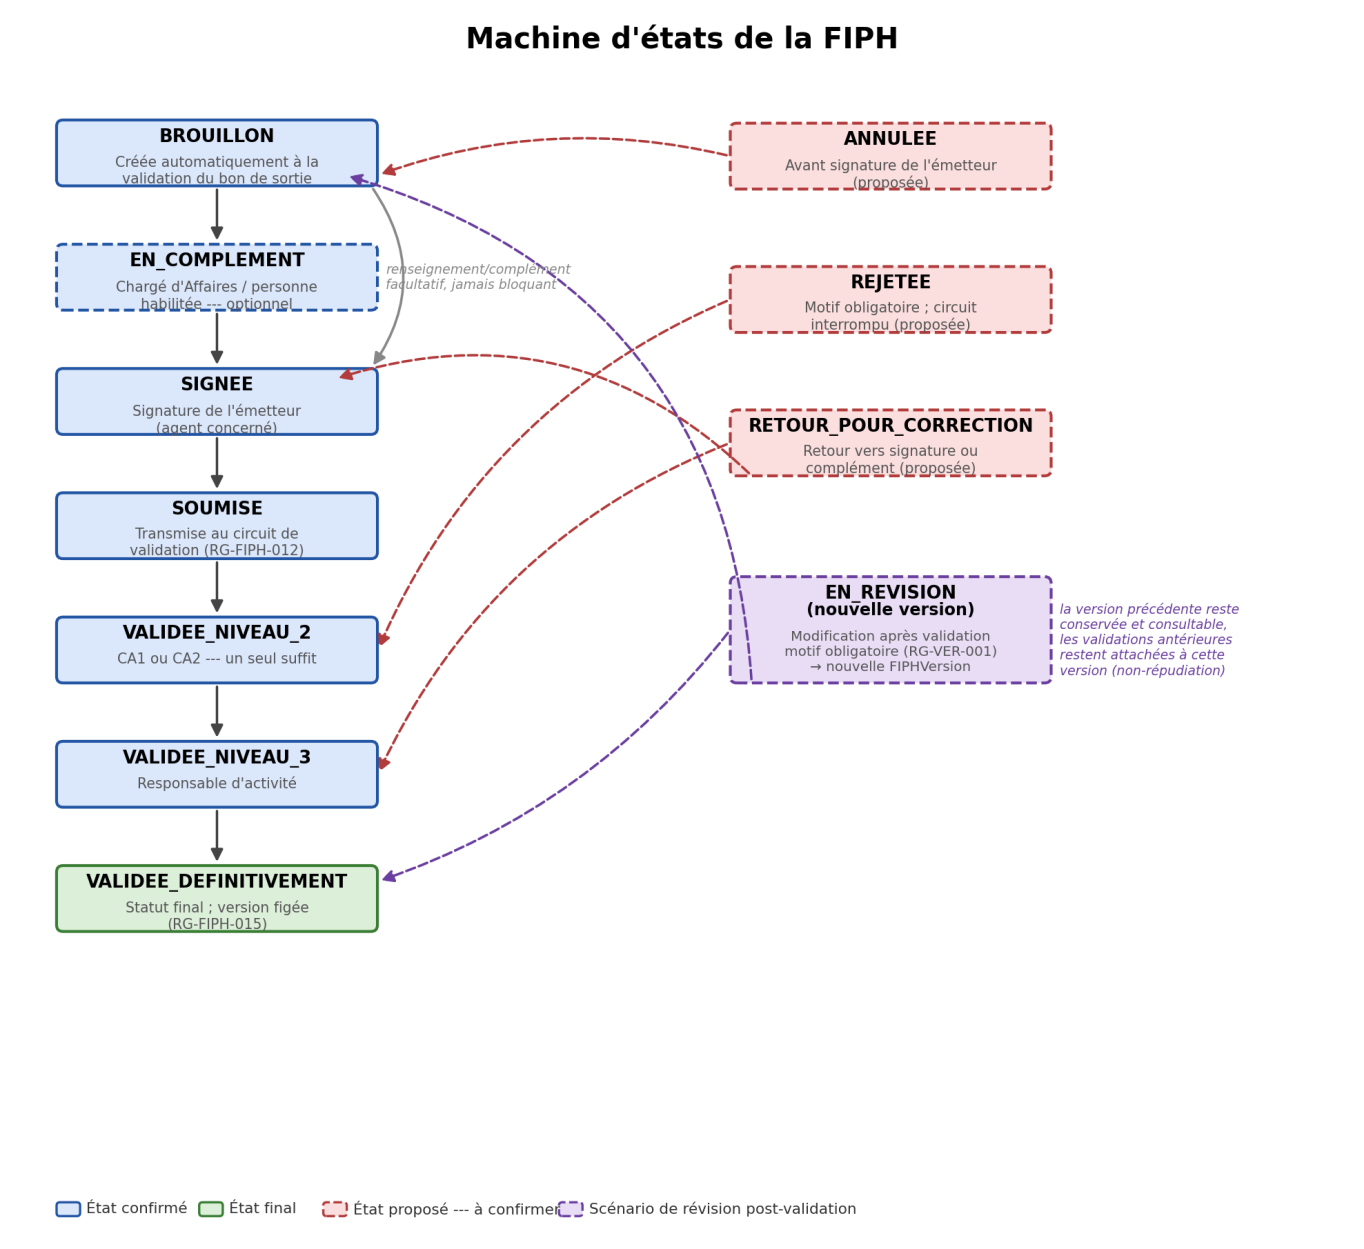 Machine d'états de la FIPH
BROUILLON
Créée automatiquement à la
validation du bon de sortie
EN_COMPLEMENT
Chargé d'Affaires / personne
habilitée --- optionnel
renseignement/complément
facultatif, jamais bloquant
SIGNEE
Signature de l'émetteur
(agent concerné)
SOUMISE
Transmise au circuit de
validation (RG-FIPH-012)
VALIDEE_NIVEAU_2
CA1 ou CA2 --- un seul suffit
VALIDEE_NIVEAU_3
Responsable d'activité
VALIDEE_DEFINITIVEMENT
Statut final ; version figée
(RG-FIPH-015)
ANNULEE
Avant signature de l'émetteur
(proposée)
REJETEE
Motif obligatoire ; circuit
interrompu (proposée)
RETOUR_POUR_CORRECTION
Retour vers signature ou
complément (proposée)
EN_REVISION
(nouvelle version)
Modification après validation
motif obligatoire (RG-VER-001)
→ nouvelle FIPHVersion
la version précédente reste
conservée et consultable,
les validations antérieures
restent attachées à cette
version (non-répudiation)
État confirmé
État final
État proposé --- à confirmer
Scénario de révision post-validation